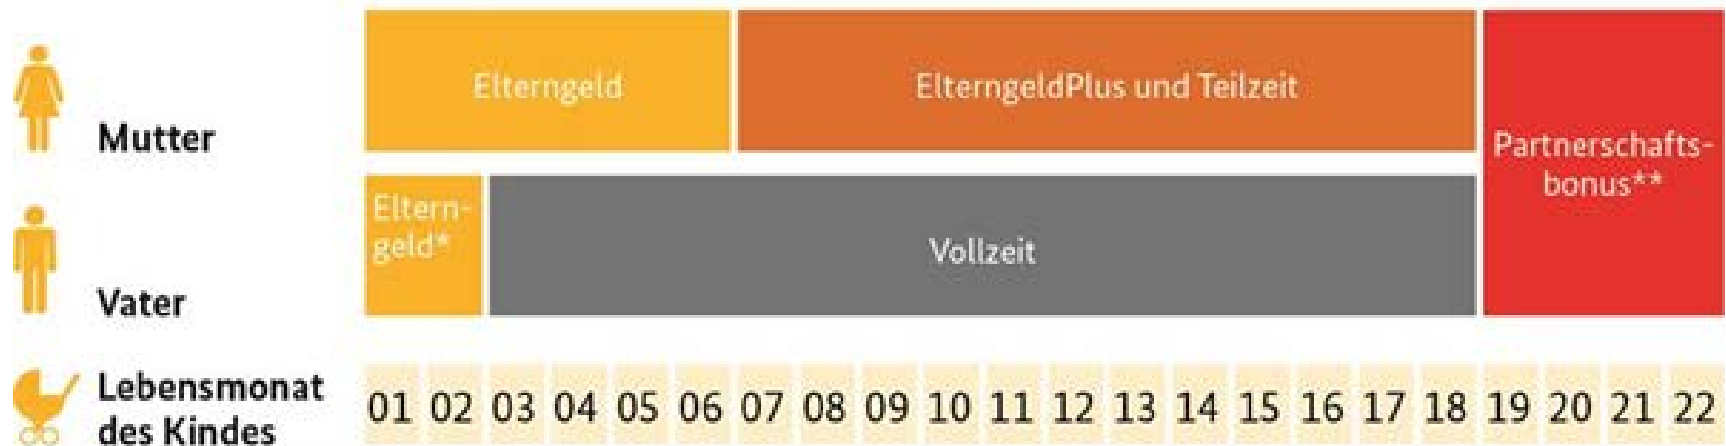 Elterngeld
ElterngeldPlus und Teilzeit
Mutter
Partnerschafts-
bonus**
Eltern-
geld*
Vollzeit
Vater
Lebensmonat
des Kindes
01 02 03 04 05 06 07 08 09 10 11 12 13 14 15 16 17 18 19 20 21 22